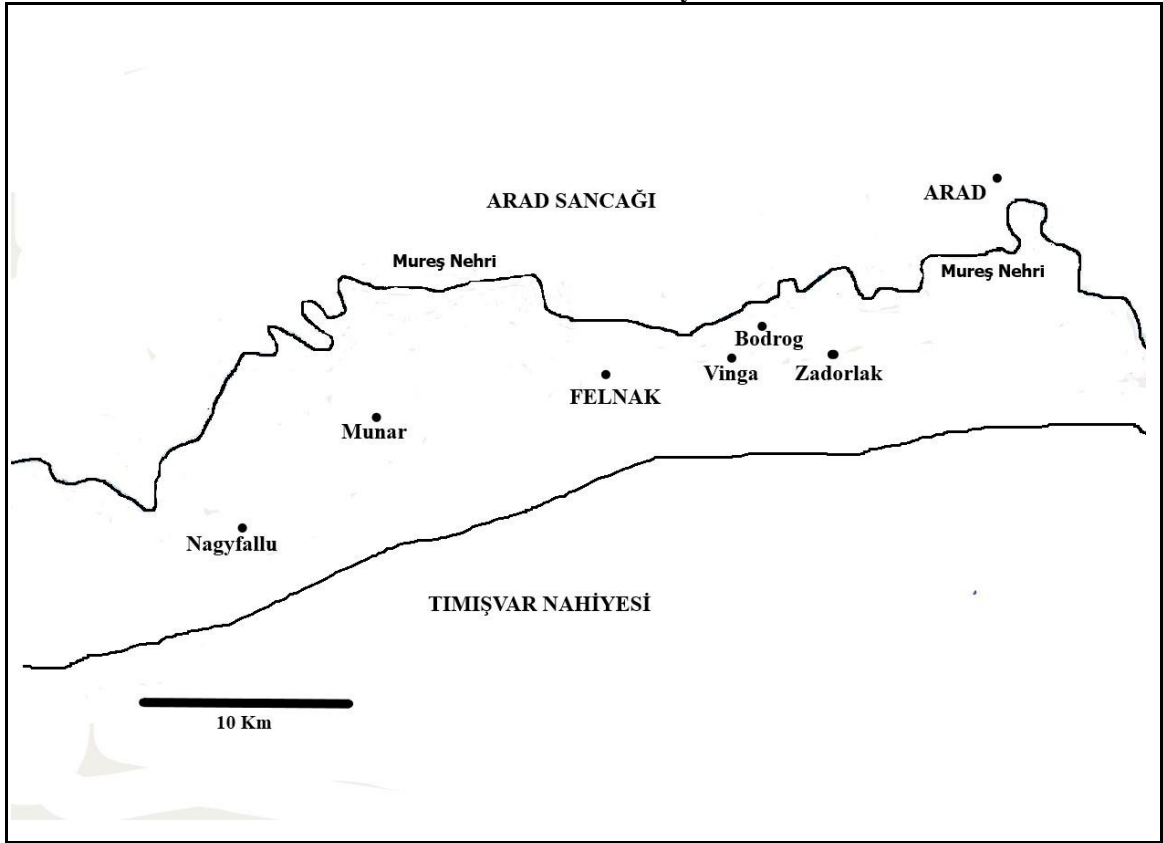 ARAD
ARAD SANCAĞI
Mureş Nehri
Mureş Nehri
Bodrog
Vinga
Zadorlak
FELNAK
Munar
Nagyfallu
TIMIŞVAR NAHİYESİ
10 Km